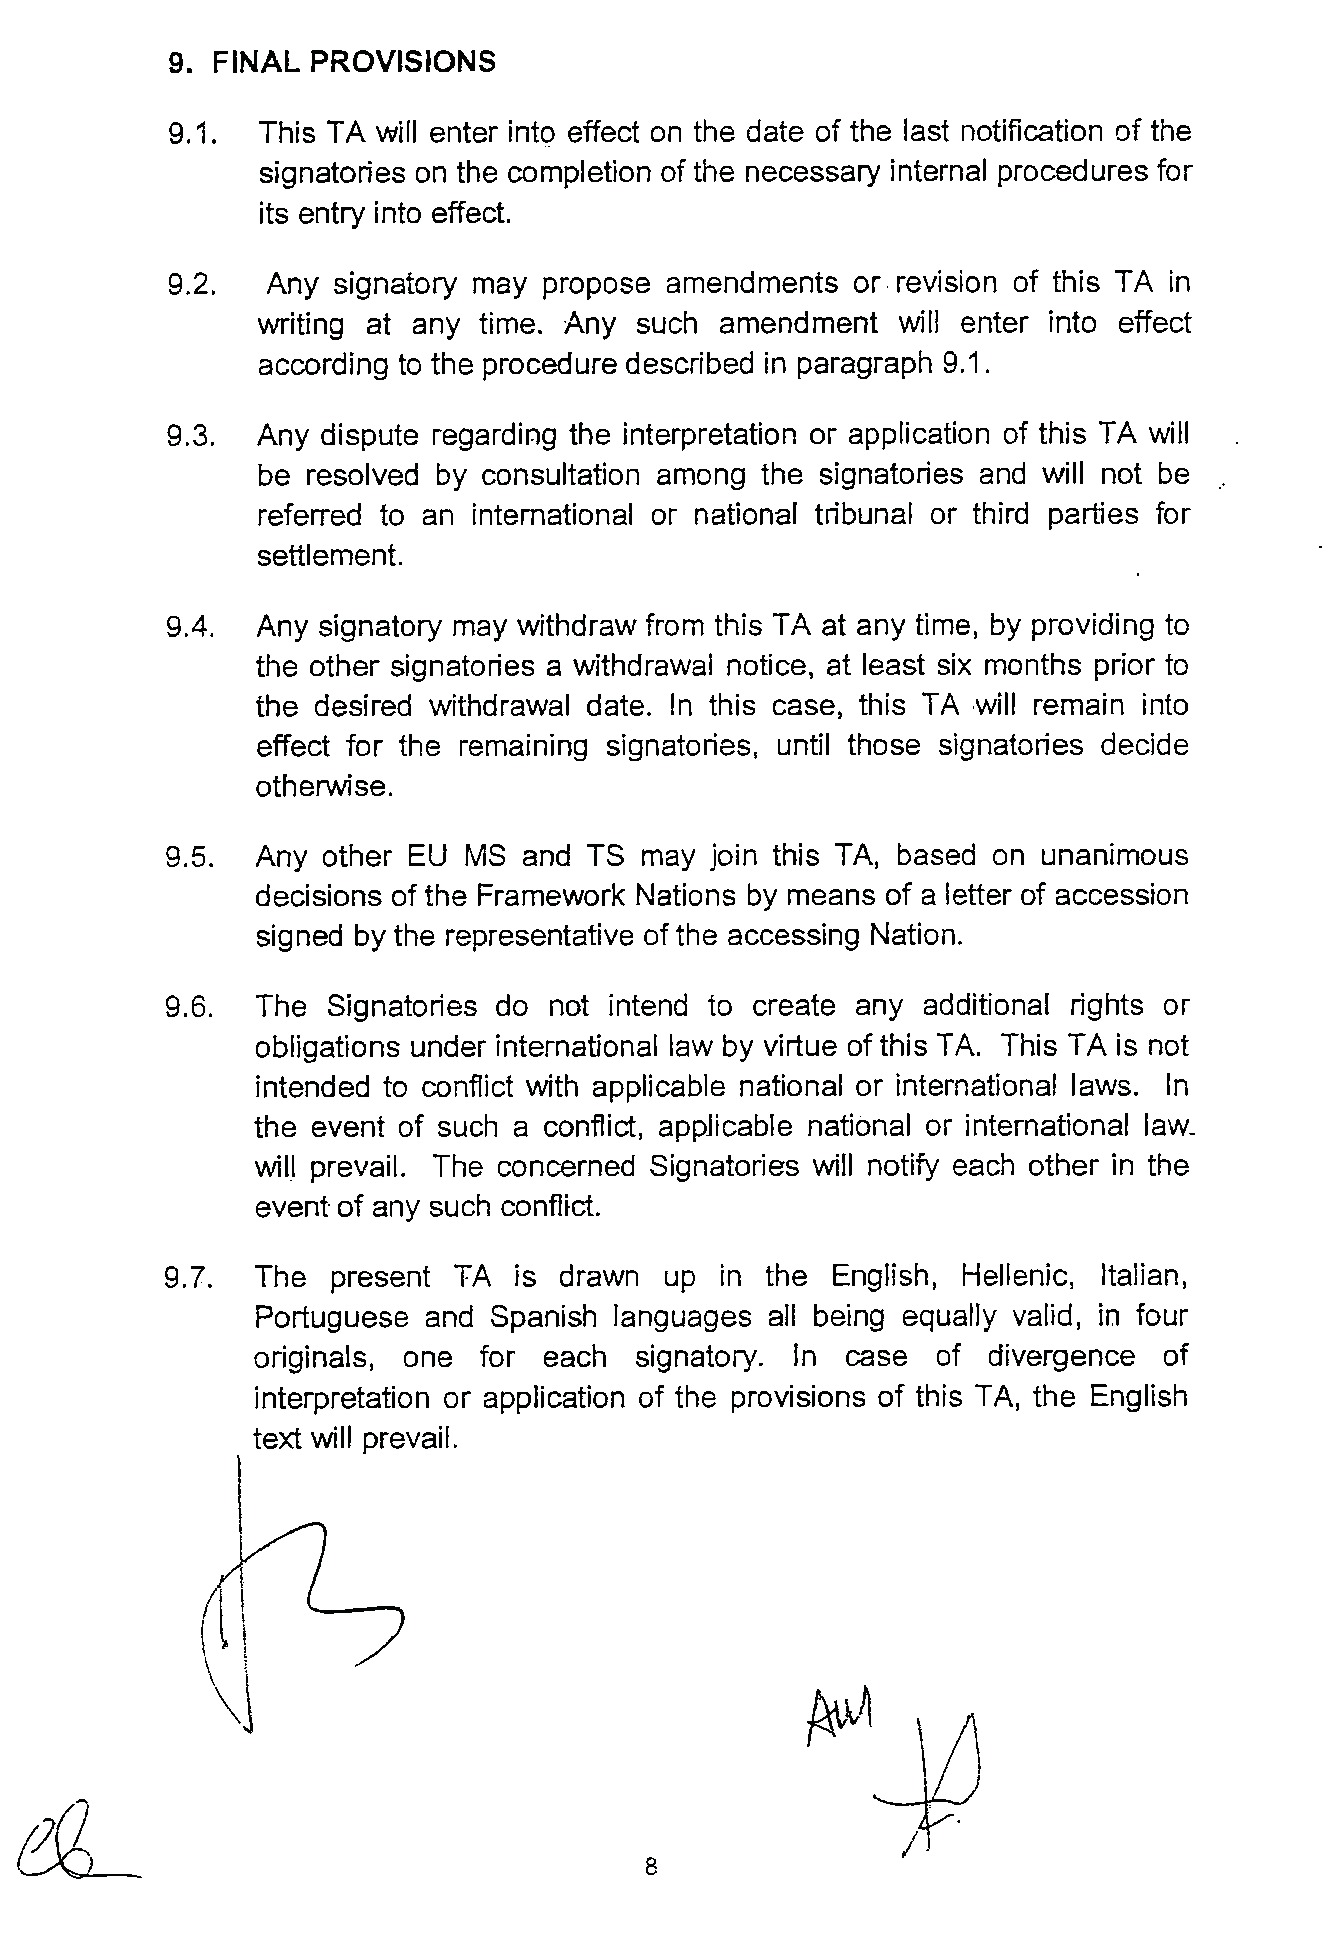 9. FINAL PROVISIONS
9.1. This TA will enter into effect on the date of the last notification of the
signatories on the completion of the necessary internal procedures for
its entry into effect.
9.2. Any signatory may propose amendments or revision of this TA in
writing at any time. Any such amendment will enter into effect
according to the procedure described in paragraph 9.1.
9.3. Any dispute regarding the interpretation or application of this TA will
be resolved by consultation among the signatories and will not be
referred to an international or national tribunal or third parties for
settlement.
9.4. Any signatory may withdraw from this TA at any time, by providing to
the other signatories a withdrawal notice, at least six months prior to
the desired withdrawal date. In this case, this TA will remain into
effect for the remaining signatories, until those signatories decide
otherwise.
9.5. Any other EU MS and TS may join this TA, based on unanimous
decisions of the Framework Nations by means of a letter of accession
signed by the representative of the accessing Nation.
9.6. The Signatories do not intend to create any additional rights or
obligations under international law by virtue of this TA. This TA is not
intended to conflict with applicable national or international laws. In
the event of such a conflict, applicable national or international law
will prevail. The concerned Signatories will notify each other in the
event of any such conflict.
9.7. The present TA is drawn up in the English, Hellenic, Italian,
Portuguese and Spanish languages all being equally valid, in four
originals, one for each signatory. In case of divergence of
interpretation or application of the provisions of this TA, the English
text will prevail.
8